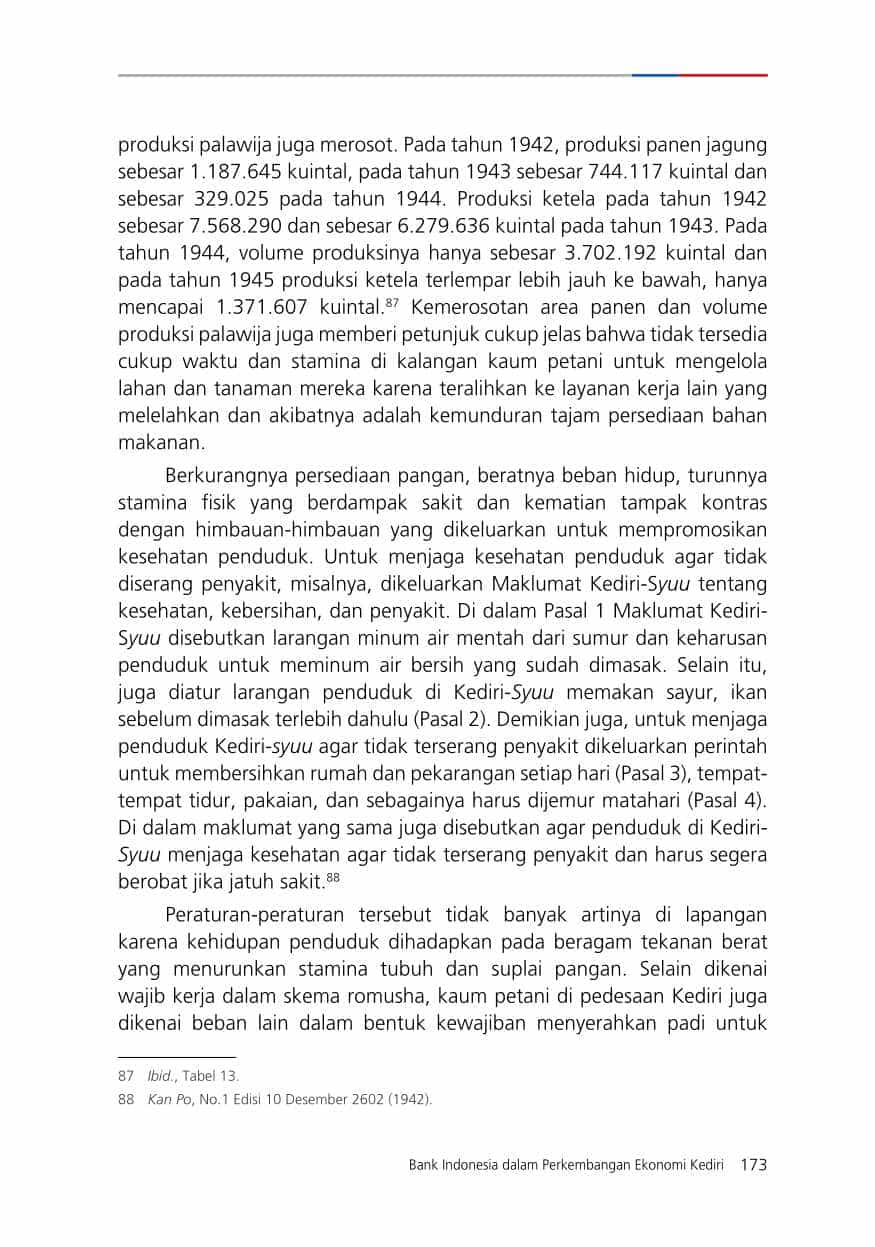 produksi palawija juga merosot. Pada tahun 1942, produksi panen jagung
sebesar 1.187.645 kuintal, pada tahun 1943 sebesar 744.117 kuintal dan
sebesar 329.025 pada tahun 1944. Produksi ketela pada tahun 1942
sebesar 7.568.290 dan sebesar 6.279.636 kuintal pada tahun 1943. Pada
tahun 1944, volume produksinya hanya sebesar 3.702.192 kuintal dan
pada tahun 1945 produksi ketela terlempar lebih jauh ke bawah, hanya
mencapai 1.371.607 kuintal.87 Kemerosotan area panen dan volume
produksi palawija juga memberi petunjuk cukup jelas bahwa tidak tersedia
cukup waktu dan stamina di kalangan kaum petani untuk mengelola
lahan dan tanaman mereka karena teralihkan ke layanan kerja lain yang
melelahkan dan akibatnya adalah kemunduran tajam persediaan bahan
makanan.
Berkurangnya persediaan pangan, beratnya beban hidup, turunnya
stamina fisik yang berdampak sakit dan kematian tampak kontras
dengan himbauan-himbauan yang dikeluarkan untuk mempromosikan
kesehatan penduduk. Untuk menjaga kesehatan penduduk agar tidak
diserang penyakit, misalnya, dikeluarkan Maklumat Kediri-Syuu tentang
kesehatan, kebersihan, dan penyakit. Di dalam Pasal 1 Maklumat Kediri-
Syuu disebutkan larangan minum air mentah dari sumur dan keharusan
penduduk untuk meminum air bersih yang sudah dimasak. Selain itu,
juga diatur larangan penduduk di Kediri-Syuu memakan sayur, ikan
sebelum dimasak terlebih dahulu (Pasal 2). Demikian juga, untuk menjaga
penduduk Kediri-syuu agar tidak terserang penyakit dikeluarkan perintah
untuk membersihkan rumah dan pekarangan setiap hari (Pasal 3), tempat-
tempat tidur, pakaian, dan sebagainya harus dijemur matahari (Pasal 4).
Di dalam maklumat yang sama juga disebutkan agar penduduk di Kediri-
Syuu menjaga kesehatan agar tidak terserang penyakit dan harus segera
berobat jika jatuh sakit.88
Peraturan-peraturan tersebut tidak banyak artinya di lapangan
karena kehidupan penduduk dihadapkan pada beragam tekanan berat
yang menurunkan stamina tubuh dan suplai pangan. Selain dikenai
wajib kerja dalam skema romusha, kaum petani di pedesaan Kediri juga
dikenai beban lain dalam bentuk kewajiban menyerahkan padi untuk
87 Ibid., Tabel 13.
88 Kan Po, No.1 Edisi 10 Desember 2602 (1942).
Bank Indonesia dalam Perkembangan Ekonomi Kediri 173